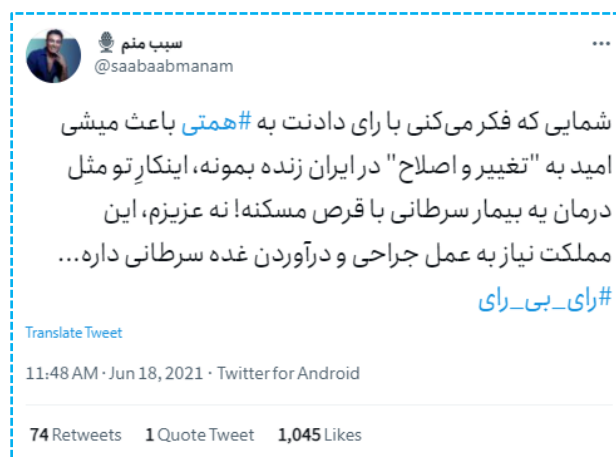 سبب منم 🎙
@saabaabmanam
...
شمایی که فکر می‌کنی با رای دادنت به #همتی باعث میشی
امید به "تغییر و اصلاح" در ایران زنده بمونه، اینکارِ تو مثل
درمان یه بیمار سرطانی با قرص مسکنه! نه عزیزم، این
مملکت نیاز به عمل جراحی و درآوردن غده سرطانی داره...
#رای_بی_رای
Translate Tweet
11:48 AM · Jun 18, 2021 · Twitter for Android
74 Retweets 1 Quote Tweet 1,045 Likes